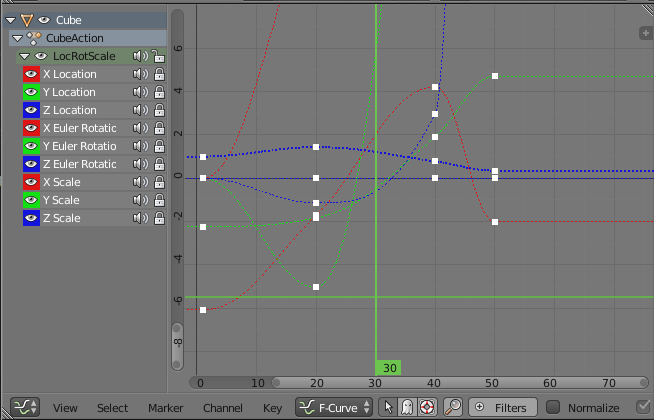 Cube
CubeAction
LocRotScale
X Location
Y Location
Z Location
X Euler Rotatic
Y Euler Rotatio
Z Euler Rotatic
X Scale
Y Scale
Z Scale
6
4
2
0
-2
-4
-6
-8
30
0 10 20 30 40 50 60 70
View Select Marker Channel Key F-Curve Filters Normalize